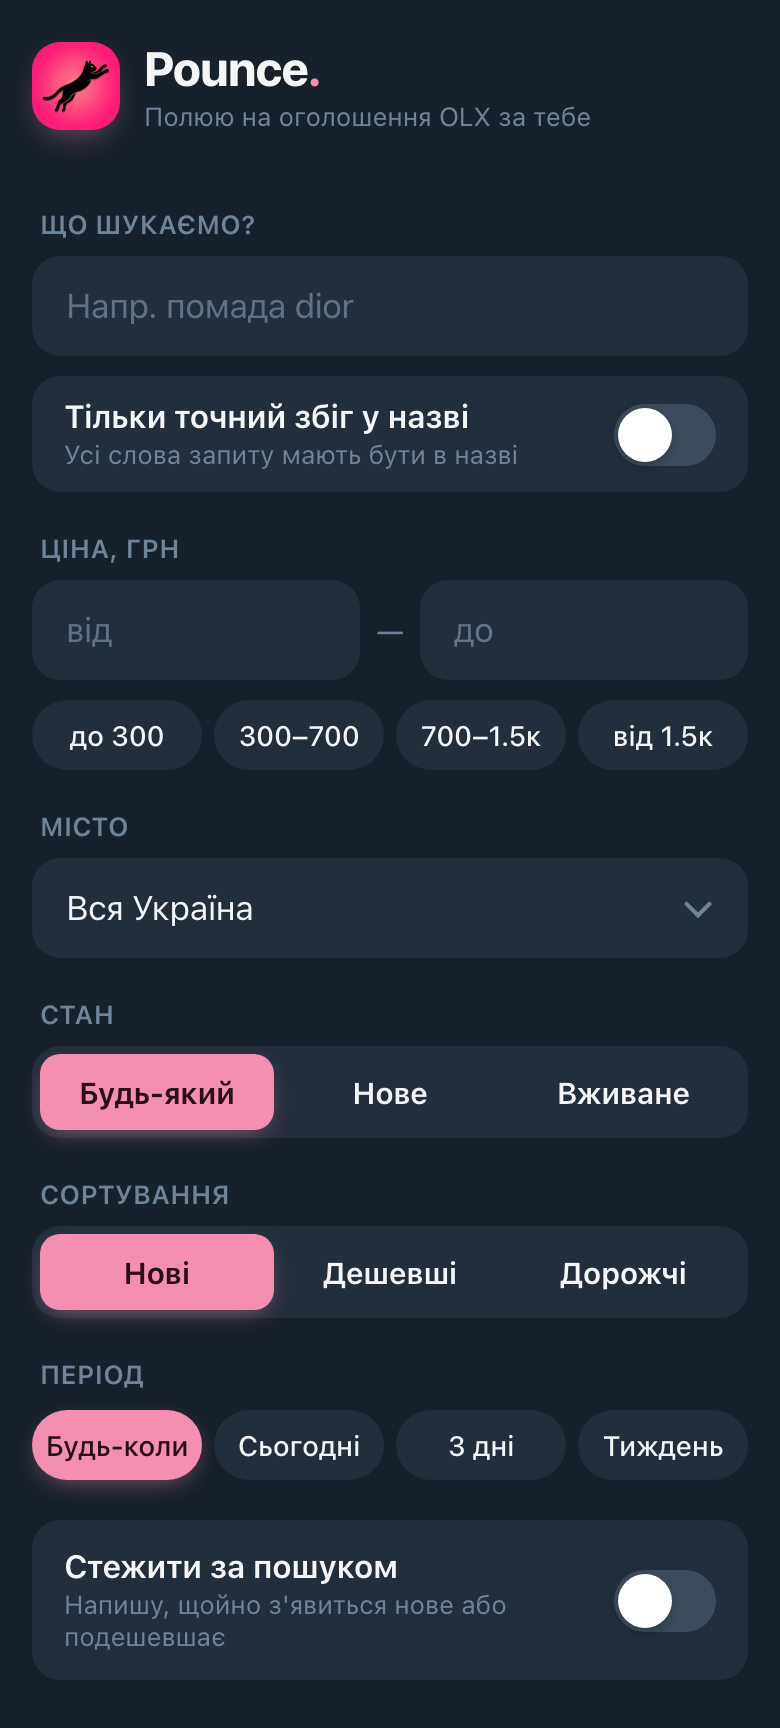 Pounce.
Полюю на оголошення OLX за тебе
ЩО ШУКАЄМО?
Напр. помада dior
Тільки точний збіг у назві
Усі слова запиту мають бути в назві
ЦІНА, ГРН
від — до
до 300 300–700 700–1.5к від 1.5к
МІСТО
Вся Україна
СТАН
Будь-який Нове Вживане
СОРТУВАННЯ
Нові Дешевші Дорожчі
ПЕРІОД
Будь-коли Сьогодні 3 дні Тиждень
Стежити за пошуком
Напишу, щойно з'явиться нове або
подешевшає